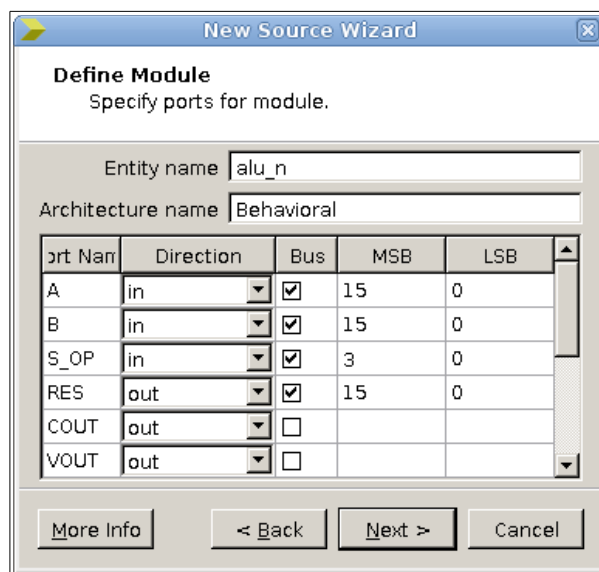 New Source Wizard
Define Module
Specify ports for module.
Entity name alu_n
Architecture name Behavioral
ort Nam Direction Bus MSB LSB
A in 15 0
B in 15 0
S_OP in 3 0
RES out 15 0
COUT out
VOUT out
More Info < Back Next > Cancel